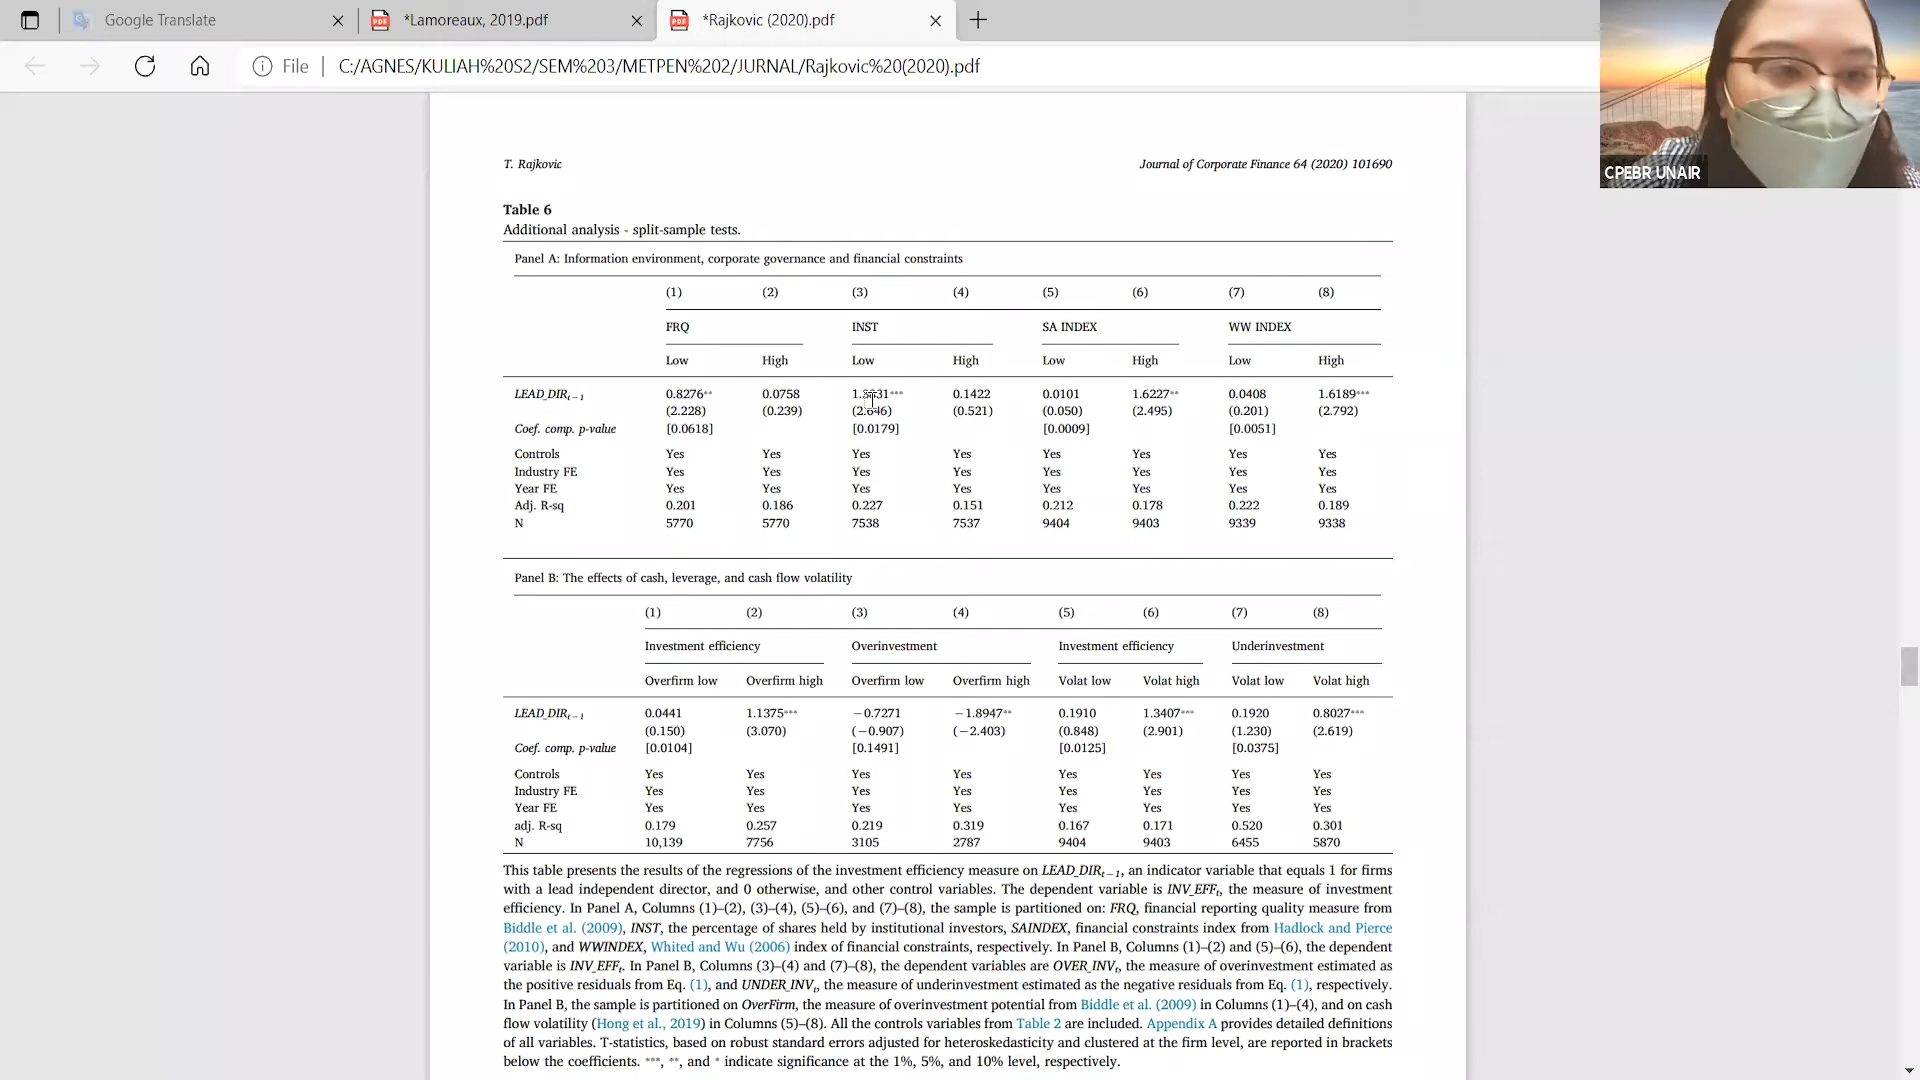 Google Translate
*Lamoreaux, 2019.pdf
*Rajkovic (2020).pdf
File
C:/AGNES/KULIAH%20S2/SEM%203/METPEN%202/JURNAL/Rajkovic%20(2020).pdf
CPEBR UNAIR
T. Rajkovic Journal of Corporate Finance 64 (2020) 101690
Table 6
Additional analysis - split-sample tests.
Panel A: Information environment, corporate governance and financial constraints
(1) (2) (3) (4) (5) (6) (7) (8)
FRQ INST SA INDEX WW INDEX
Low High Low High Low High Low High
LEAD_DIRt−1 0.8276** 0.0758 *** 0.1422 0.0101 1.6227** 0.0408 1.6189***
(2.228) (0.239) (0.521) (0.050) (2.495) (0.201) (2.792)
Coef. comp. p-value [0.0618] [0.0179] [0.0009] [0.0051]
Controls Yes Yes Yes Yes Yes Yes Yes Yes
Industry FE Yes Yes Yes Yes Yes Yes Yes Yes
Year FE Yes Yes Yes Yes Yes Yes Yes Yes
Adj. R-sq 0.201 0.186 0.227 0.151 0.212 0.178 0.222 0.189
N 5770 5770 7538 7537 9404 9403 9339 9338
Panel B: The effects of cash, leverage, and cash flow volatility
(1) (2) (3) (4) (5) (6) (7) (8)
Investment efficiency Overinvestment Investment efficiency Underinvestment
Overfirm low Overfirm high Overfirm low Overfirm high Volat low Volat high Volat low Volat high
LEAD_DIRt−1 0.0441 1.1375*** −0.7271 −1.8947** 0.1910 1.3407*** 0.1920 0.8027***
(0.150) (3.070) (−0.907) (−2.403) (0.848) (2.901) (1.230) (2.619)
Coef. comp. p-value [0.0104] [0.1491] [0.0125] [0.0375]
Controls Yes Yes Yes Yes Yes Yes Yes Yes
Industry FE Yes Yes Yes Yes Yes Yes Yes Yes
Year FE Yes Yes Yes Yes Yes Yes Yes Yes
adj. R-sq 0.179 0.257 0.219 0.319 0.167 0.171 0.520 0.301
N 10,139 7756 3105 2787 9404 9403 6455 5870
This table presents the results of the regressions of the investment efficiency measure on LEAD_DIRt−1, an indicator variable that equals 1 for firms
with a lead independent director, and 0 otherwise, and other control variables. The dependent variable is INV_EFFt, the measure of investment
efficiency. In Panel A, Columns (1)–(2), (3)–(4), (5)–(6), and (7)–(8), the sample is partitioned on: FRQ, financial reporting quality measure from
Biddle et al. (2009), INST, the percentage of shares held by institutional investors, SAINDEX, financial constraints index from Hadlock and Pierce
(2010), and WWINDEX, Whited and Wu (2006) index of financial constraints, respectively. In Panel B, Columns (1)–(2) and (5)–(6), the dependent
variable is INV_EFFt. In Panel B, Columns (3)–(4) and (7)–(8), the dependent variables are OVER_INVt, the measure of overinvestment estimated as
the positive residuals from Eq. (1), and UNDER_INVt, the measure of underinvestment estimated as the negative residuals from Eq. (1), respectively.
In Panel B, the sample is partitioned on OverFirm, the measure of overinvestment potential from Biddle et al. (2009) in Columns (1)–(4), and on cash
flow volatility (Hong et al., 2019) in Columns (5)–(8). All the controls variables from Table 2 are included. Appendix A provides detailed definitions
of all variables. T-statistics, based on robust standard errors adjusted for heteroskedasticity and clustered at the firm level, are reported in brackets
below the coefficients. ***, **, and * indicate significance at the 1%, 5%, and 10% level, respectively.